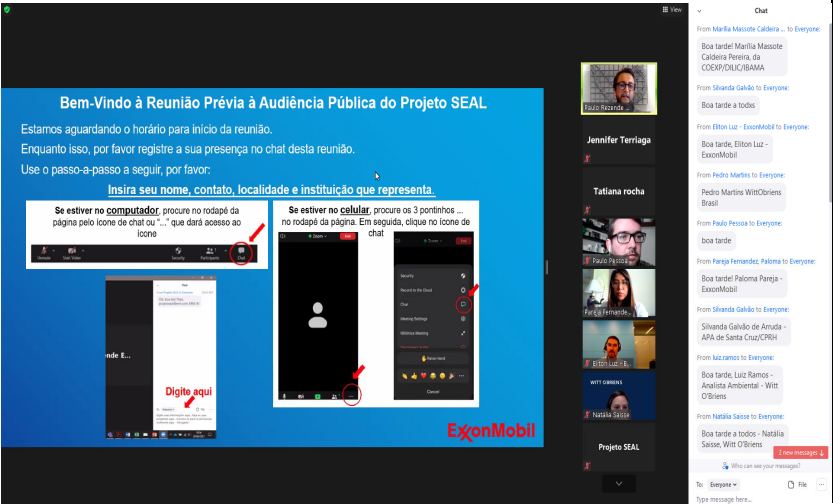 View
Bem-Vindo à Reunião Prévia à Audiência Pública do Projeto SEAL
Estamos aguardando o horário para início da reunião.
Enquanto isso, por favor registre a sua presença no chat desta reunião.
Use o passo-a-passo a seguir, por favor:
Insira seu nome, contato, localidade e instituição que representa.
Se estiver no computador, procure no rodapé da
página pelo ícone de chat ou "..." que dará acesso ao
ícone
Security
Participants
Chat
Digito aqui
Se estiver no celular, procure os 3 pontinhos ...
no rodapé da página. Em seguida, clique no ícone de
chat
Zoom
Zoom
Security
Record to the Cloud
Chat
Meeting Settings
Minimize Meeting
Raise Hand
Cancel
ExxonMobil
Paulo Rezende ...
Jennifer Terriaga
Tatiana rocha
Paulo Pessoa
Pareja Fernande...
Eliton Luz - E...
WITT OBRIENS
Natália Saisse
Projeto SEAL
Chat
From Marília Massote Caldeira ... to Everyone:
Boa tarde! Marília Massote
Caldeira Pereira, da
COEXP/DILIC/IBAMA
From Silvanda Galvão to Everyone:
Boa tarde a todxs
From Eliton Luz - ExxonMobil to Everyone:
Boa tarde, Eliton Luz -
ExxonMobil
From Pedro Martins to Everyone:
Pedro Martins WittObriens
Brasil
From Paulo Pessoa to Everyone:
boa tarde
From Pareja Fernandez, Paloma to Everyone:
Boa tarde! Paloma Pareja -
ExxonMobil
From Silvanda Galvão to Everyone:
Silvanda Galvão de Arruda -
APA de Santa Cruz/CPRH
From luiz.ramos to Everyone:
Boa tarde, Luiz Ramos -
Analista Ambiental - Witt
O'Briens
From Natália Saisse to Everyone:
Boa tarde a todos - Natália
Saisse, Witt O'Briens
2 new messages ↓
Who can see your messages?
To: Everyone
File
...
Type message here...